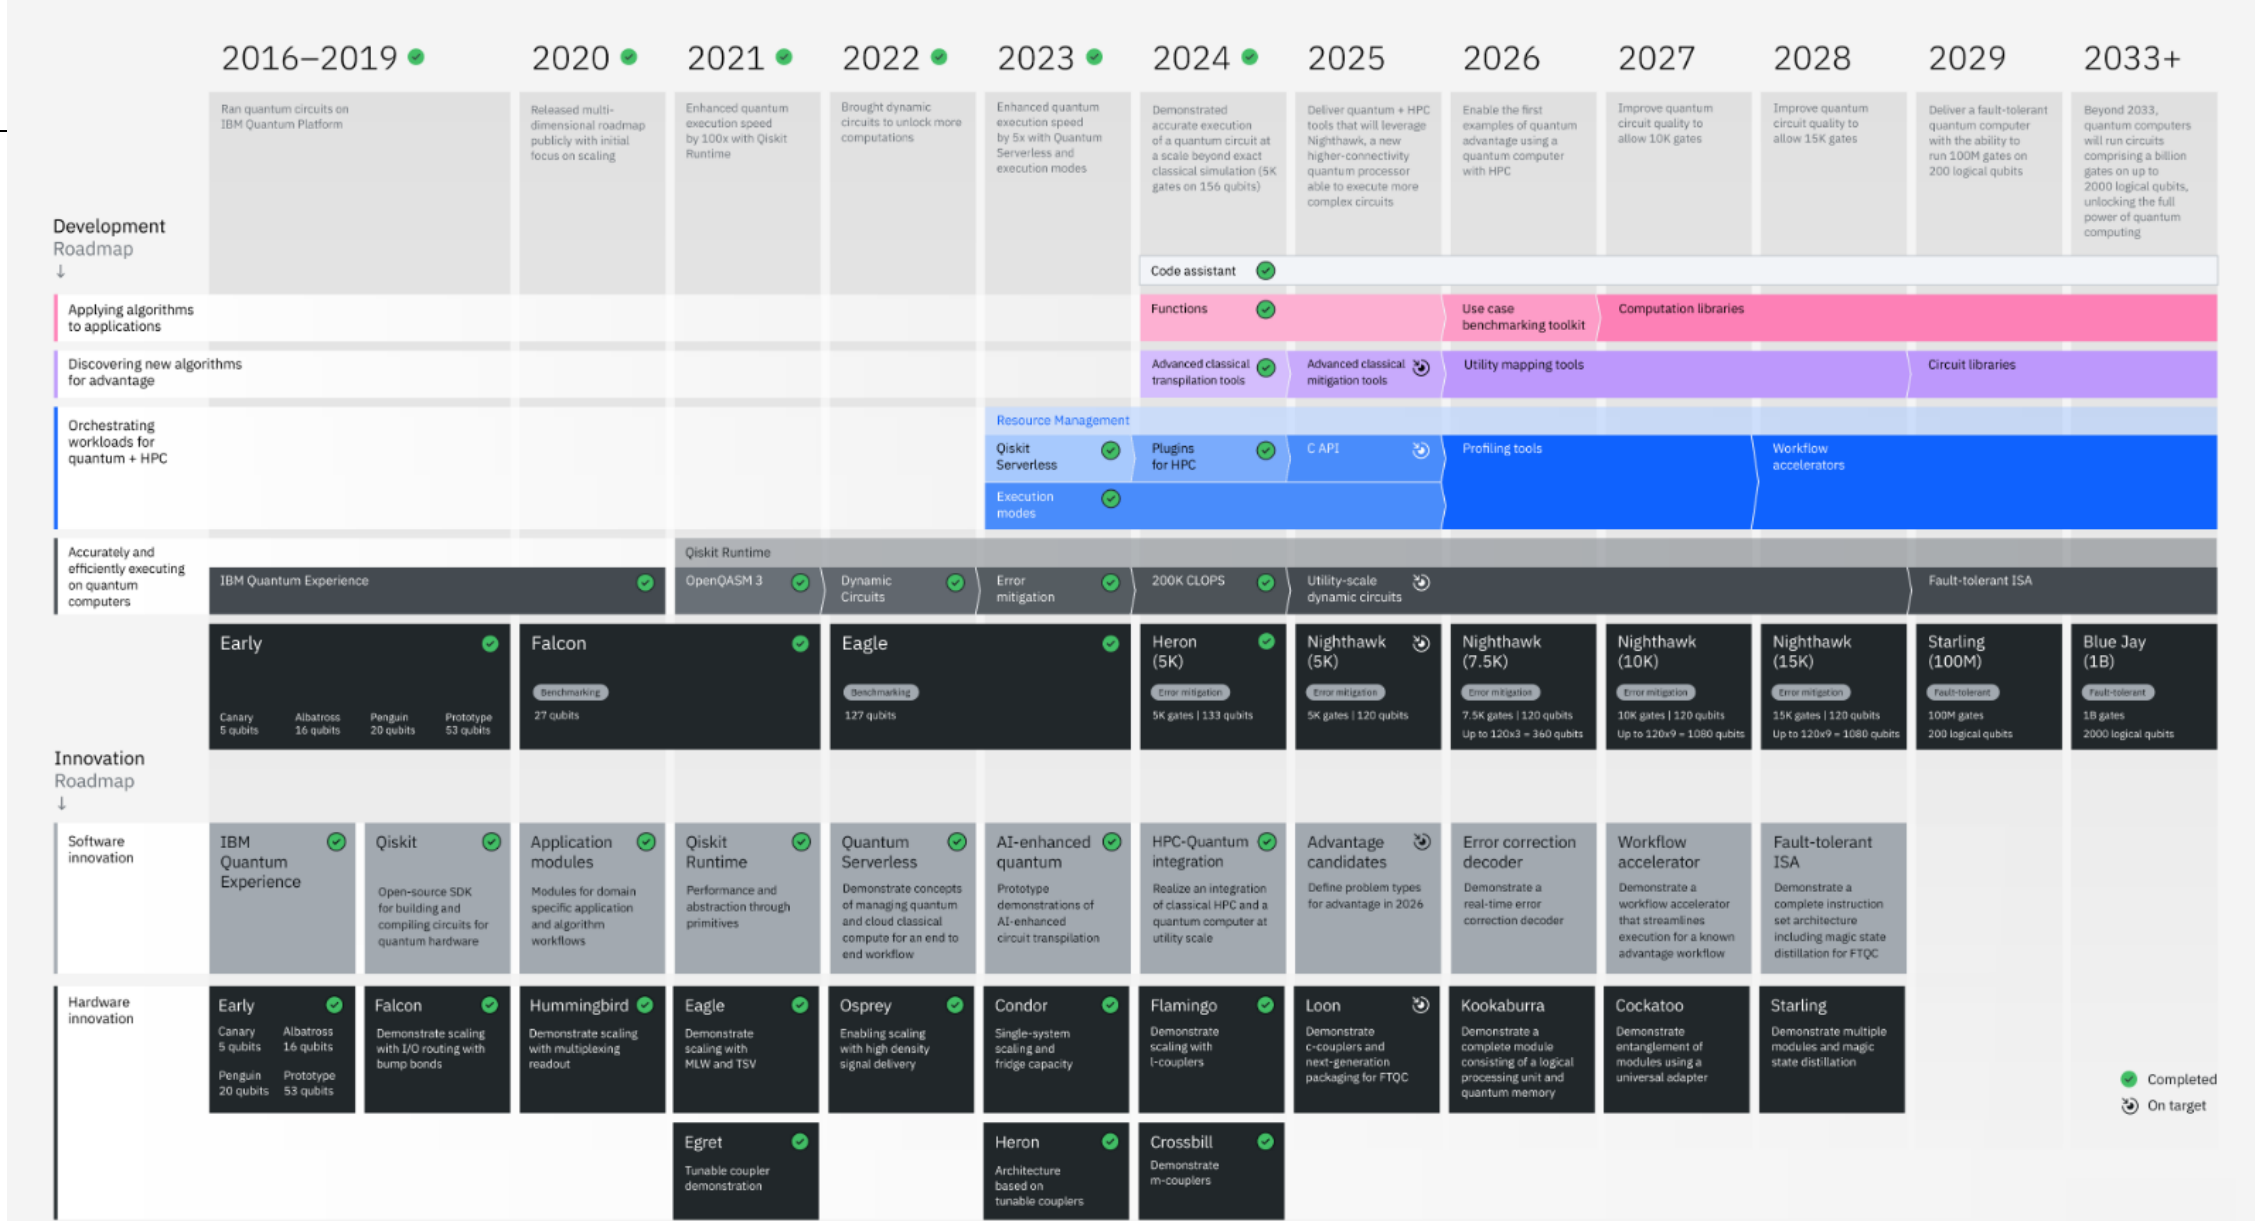 2016–2019
2020
2021
2022
2023
2024
2025
2026
2027
2028
2029
2033+
Ran quantum circuits on
IBM Quantum Platform
Released multi-
dimensional roadmap
publicly with initial
focus on scaling
Enhanced quantum
execution speed
by 100x with Qiskit
Runtime
Brought dynamic
circuits to unlock more
computations
Enhanced quantum
execution speed
by 5x with Quantum
Serverless and
execution modes
Demonstrated
accurate execution
of a quantum circuit at
a scale beyond exact
classical simulation (5K
gates on 156 qubits)
Deliver quantum + HPC
tools that will leverage
Nighthawk, a new
higher-connectivity
quantum processor
able to execute more
complex circuits
Enable the first
examples of quantum
advantage using a
quantum computer
with HPC
Improve quantum
circuit quality to
allow 10K gates
Improve quantum
circuit quality to
allow 15K gates
Deliver a fault-tolerant
quantum computer
with the ability to
run 100M gates on
200 logical qubits
Beyond 2033,
quantum computers
will run circuits
comprising a billion
gates on up to
2000 logical qubits,
unlocking the full
power of quantum
computing
Development
Roadmap
↓
Code assistant
Applying algorithms
to applications
Functions
Use case
benchmarking toolkit
Computation libraries
Discovering new algorithms
for advantage
Advanced classical
transpilation tools
Advanced classical
mitigation tools
Utility mapping tools
Circuit libraries
Orchestrating
workloads for
quantum + HPC
Resource Management
Qiskit
Serverless
Plugins
for HPC
C API
Profiling tools
Workflow
accelerators
Execution
modes
Accurately and
efficiently executing
on quantum
computers
Qiskit Runtime
IBM Quantum Experience
OpenQASM 3
Dynamic
Circuits
Error
mitigation
200K CLOPS
Utility-scale
dynamic circuits
Fault-tolerant ISA
Early
Canary
5 qubits
Albatross
16 qubits
Penguin
20 qubits
Prototype
53 qubits
Falcon
Benchmarking
27 qubits
Eagle
Benchmarking
127 qubits
Heron
(5K)
Error mitigation
5K gates | 133 qubits
Nighthawk
(5K)
Error mitigation
5K gates | 120 qubits
Nighthawk
(7.5K)
Error mitigation
7.5K gates | 120 qubits
Up to 120x3 = 360 qubits
Nighthawk
(10K)
Error mitigation
10K gates | 120 qubits
Up to 120x9 = 1080 qubits
Nighthawk
(15K)
Error mitigation
15K gates | 120 qubits
Up to 120x9 = 1080 qubits
Starling
(100M)
Fault-tolerant
100M gates
200 logical qubits
Blue Jay
(1B)
Fault-tolerant
1B gates
2000 logical qubits
Innovation
Roadmap
↓
Software
innovation
IBM
Quantum
Experience
Qiskit
Open-source SDK
for building and
compiling circuits for
quantum hardware
Application
modules
Modules for domain
specific application
and algorithm
workflows
Qiskit
Runtime
Performance and
abstraction through
primitives
Quantum
Serverless
Demonstrate concepts
of managing quantum
and cloud classical
compute for an end to
end workflow
AI-enhanced
quantum
Prototype
demonstrations of
AI-enhanced
circuit transpilation
HPC-Quantum
integration
Realize an integration
of classical HPC and a
quantum computer at
utility scale
Advantage
candidates
Define problem types
for advantage in 2026
Error correction
decoder
Demonstrate a
real-time error
correction decoder
Workflow
accelerator
Demonstrate a
workflow accelerator
that streamlines
execution for a known
advantage workflow
Fault-tolerant
ISA
Demonstrate a
complete instruction
set architecture
including magic state
distillation for FTQC
Hardware
innovation
Early
Canary
5 qubits
Albatross
16 qubits
Penguin
20 qubits
Prototype
53 qubits
Falcon
Demonstrate scaling
with I/O routing with
bump bonds
Hummingbird
Demonstrate scaling
with multiplexing
readout
Eagle
Demonstrate
scaling with
MLW and TSV
Osprey
Enabling scaling
with high density
signal delivery
Condor
Single-system
scaling and
fridge capacity
Flamingo
Demonstrate
scaling with
l-couplers
Loon
Demonstrate
c-couplers and
next-generation
packaging for FTQC
Kookaburra
Demonstrate a
complete module
consisting of a logical
processing unit and
quantum memory
Cockatoo
Demonstrate
entanglement of
modules using a
universal adapter
Starling
Demonstrate multiple
modules and magic
state distillation
Completed
On target
Egret
Tunable coupler
demonstration
Heron
Architecture
based on
tunable couplers
Crossbill
Demonstrate
m-couplers